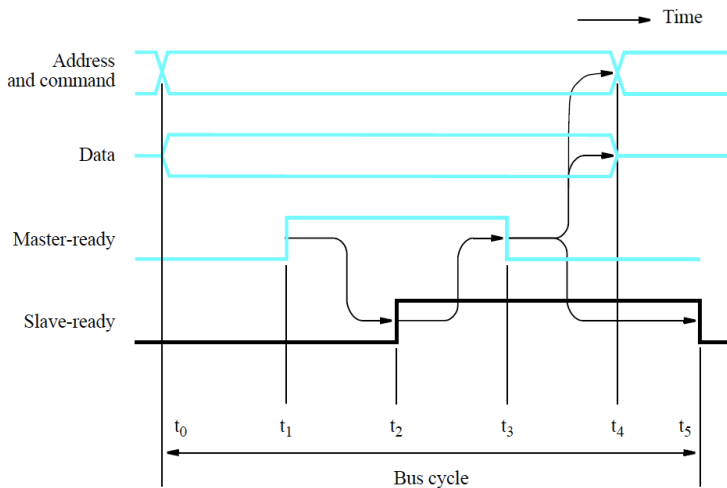 Time
Address
and command
Data
Master-ready
Slave-ready
t0 t1 t2 t3 t4 t5
Bus cycle